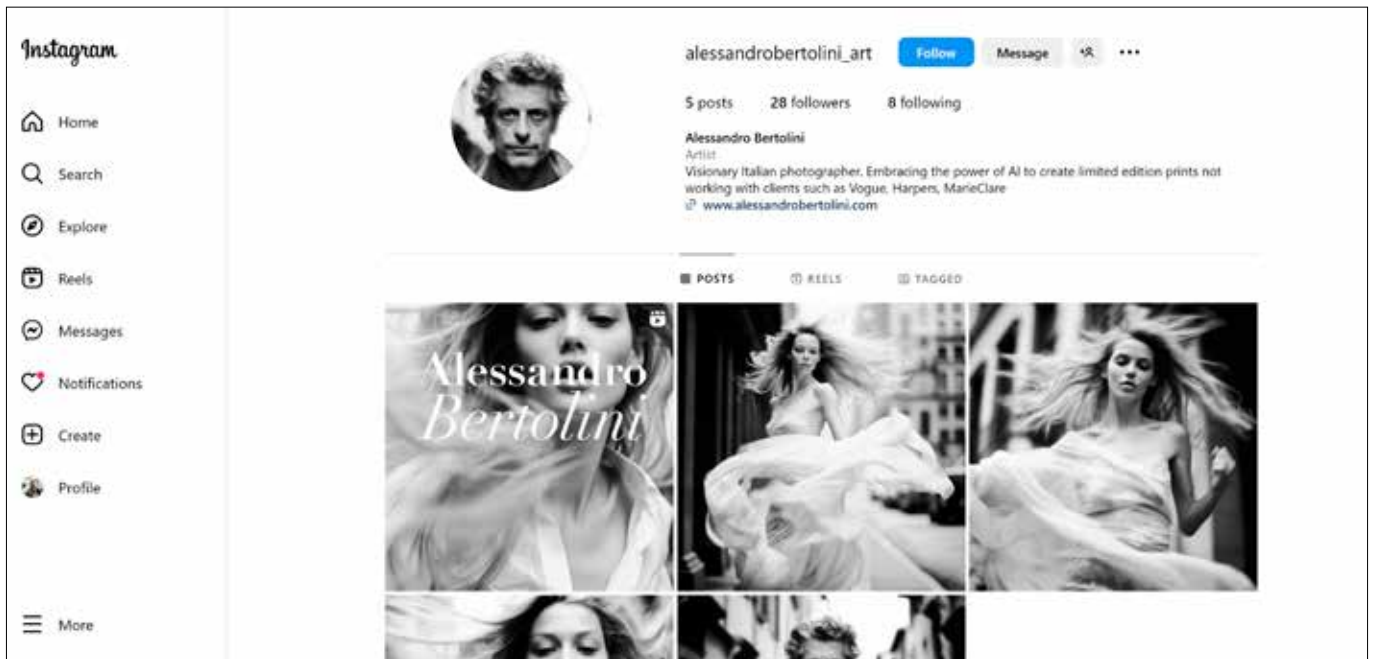 Instagram
Home
Search
Explore
Reels
Messages
Notifications
Create
Profile
More
alessandrobertolini_art Follow Message
5 posts 28 followers 8 following
Alessandro Bertolini
Artist
Visionary Italian photographer. Embracing the power of AI to create limited edition prints not
working with clients such as Vogue, Harpers, MarieClare
www.alessandrobertolini.com
POSTS REELS TAGGED
Alessandro
Bertolini